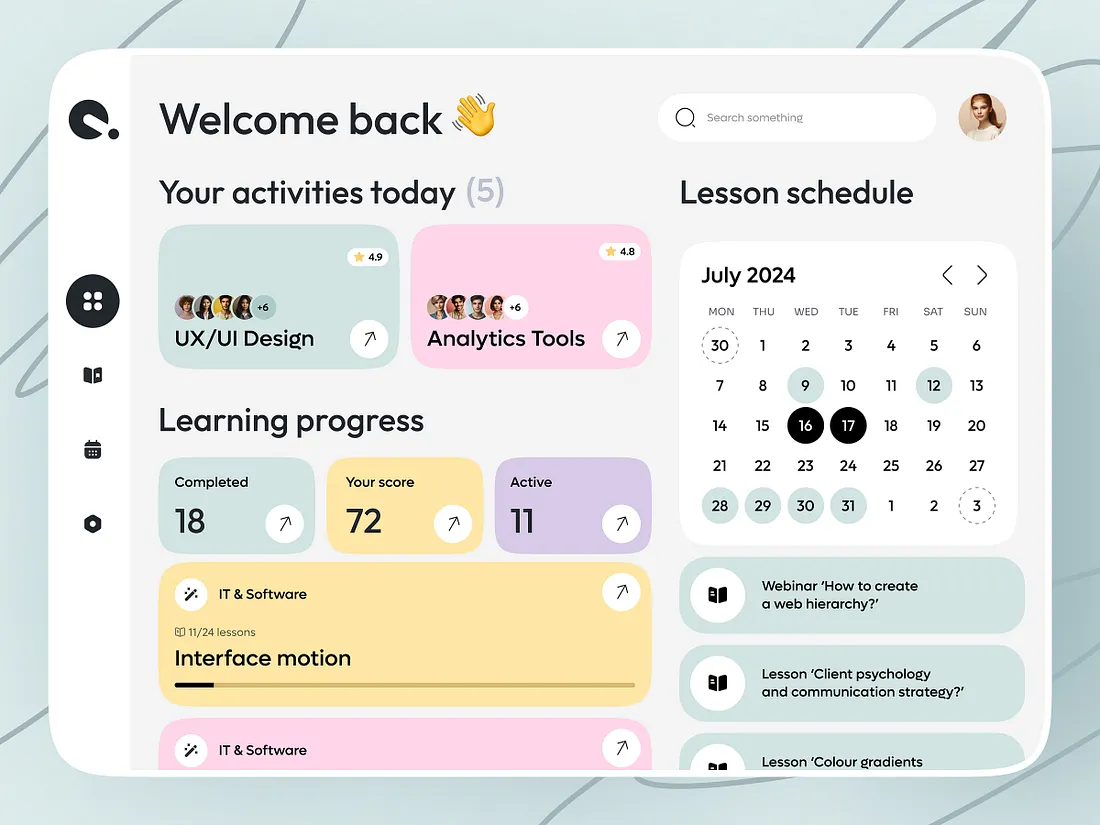 Welcome back 👋
Search something
Your activities today (5)
4.9
+6
UX/UI Design
4.8
+6
Analytics Tools
Learning progress
Completed
18
Your score
72
Active
11
IT & Software
11/24 lessons
Interface motion
IT & Software
Lesson schedule
July 2024
MON THU WED TUE FRI SAT SUN
30 1 2 3 4 5 6
7 8 9 10 11 12 13
14 15 16 17 18 19 20
21 22 23 24 25 26 27
28 29 30 31 1 2 3
Webinar ‘How to create
a web hierarchy?’
Lesson ‘Client psychology
and communication strategy?’
Lesson ‘Colour gradients